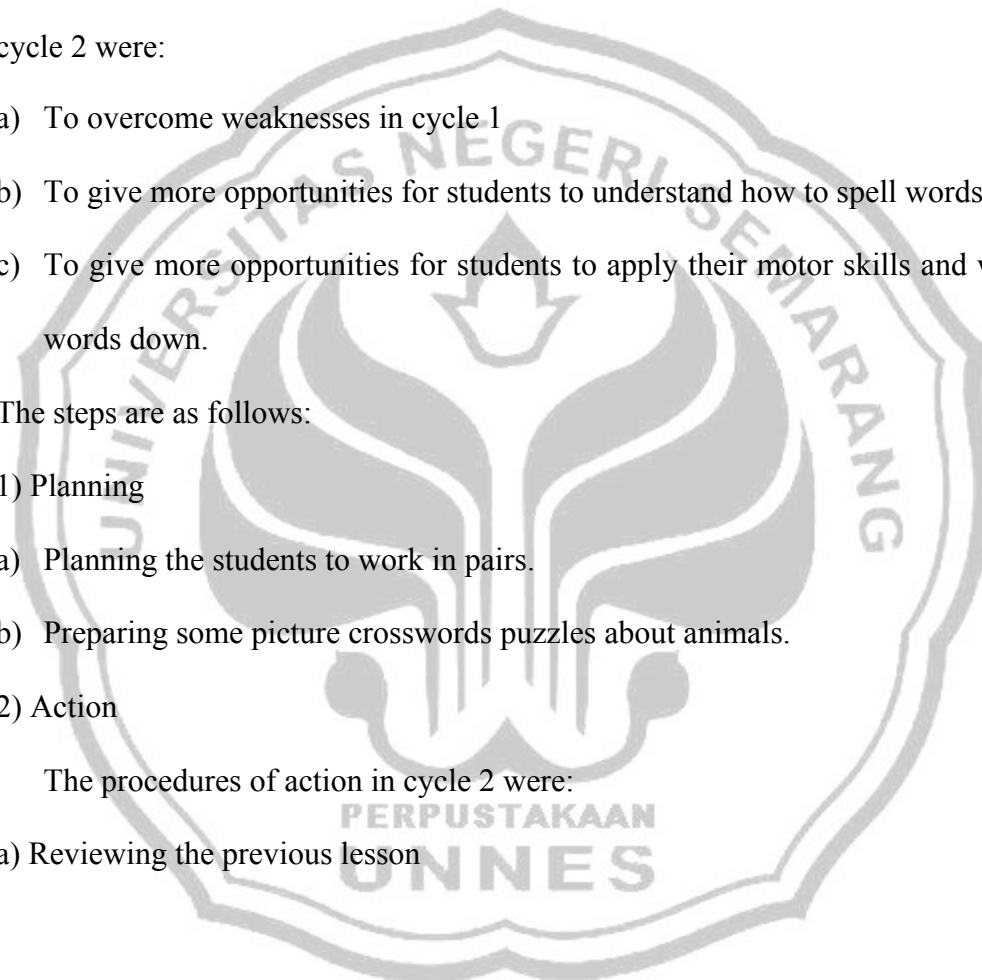 cycle 2 were:
a) To overcome weaknesses in cycle 1
b) To give more opportunities for students to understand how to spell words
c) To give more opportunities for students to apply their motor skills and
words down.
The steps are as follows:
1) Planning
a) Planning the students to work in pairs.
b) Preparing some picture crosswords puzzles about animals.
2) Action
The procedures of action in cycle 2 were:
a) Reviewing the previous lesson
UNIVERSITAS NEGERI SEMARANG
PERPUSTAKAAN
UNNES